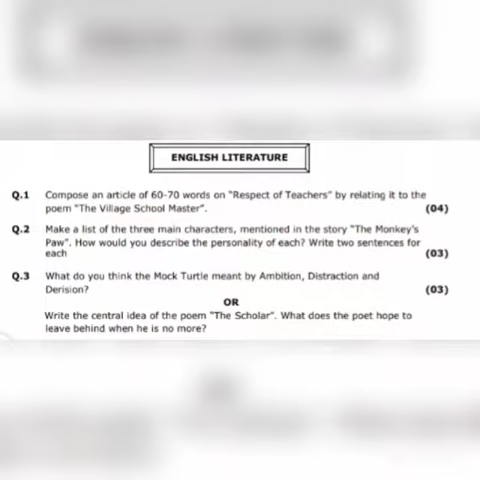 ENGLISH LITERATURE
Q.1 Compose an article of 60-70 words on "Respect of Teachers" by relating it to the
poem "The Village School Master". (04)
Q.2 Make a list of the three main characters, mentioned in the story "The Monkey's
Paw". How would you describe the personality of each? Write two sentences for
each (03)
Q.3 What do you think the Mock Turtle meant by Ambition, Distraction and
Derision? (03)
OR
Write the central idea of the poem "The Scholar". What does the poet hope to
leave behind when he is no more?